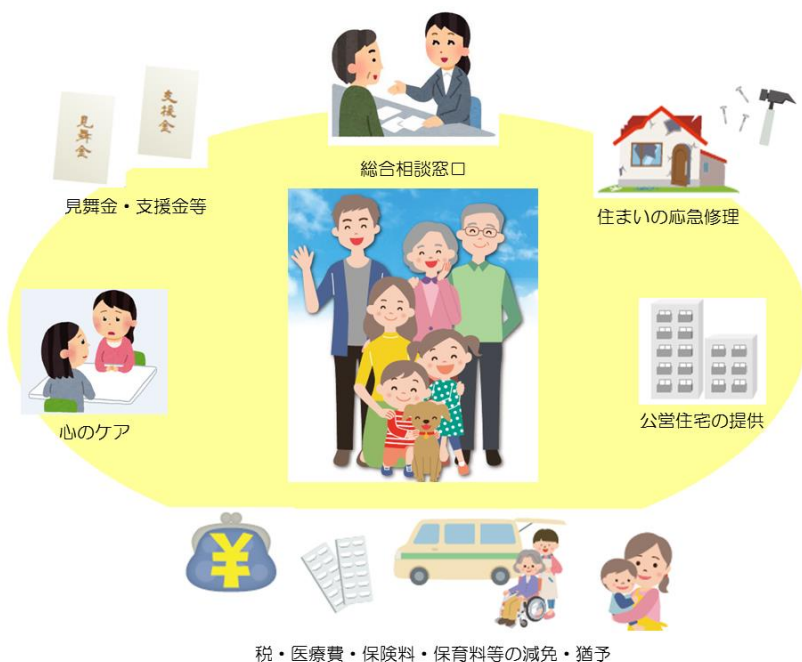 総合相談窓口
見舞金
支援金
見舞金・支援金等
住まいの応急修理
心のケア
公営住宅の提供
¥
税・医療費・保険料・保育料等の減免・猶予